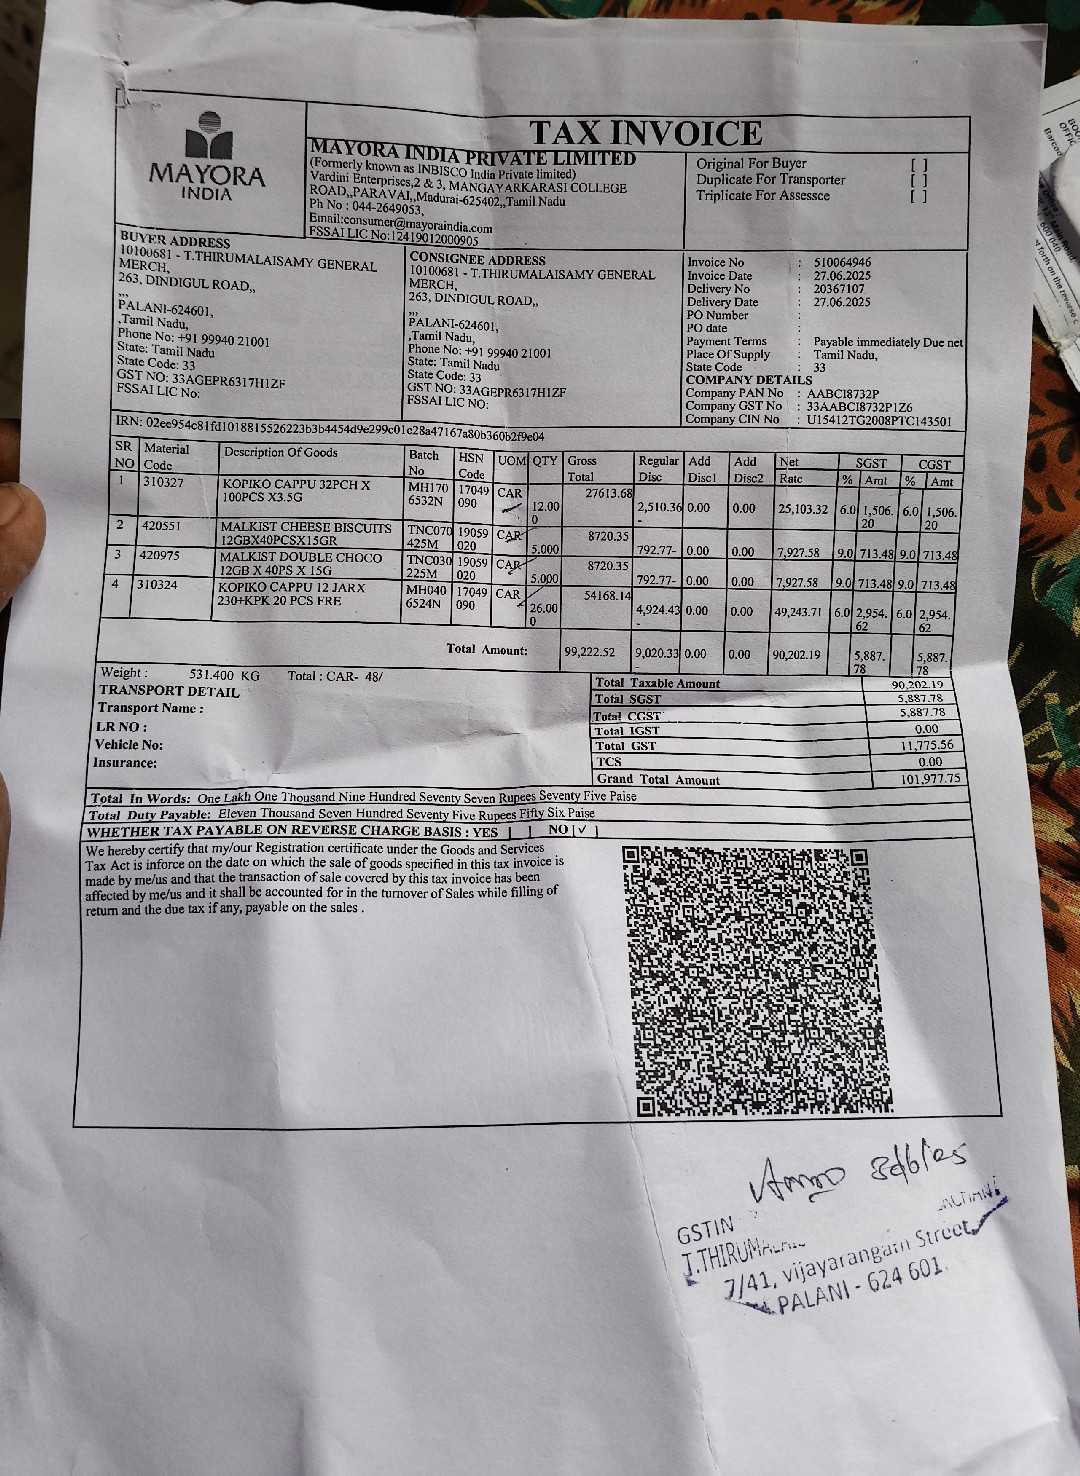 TAX INVOICE
MAYORA
INDIA
MAYORA INDIA PRIVATE LIMITED
(Formerly known as INBISCO India Private limited)
Vardini Enterprises,2 & 3, MANGAYARKARASI COLLEGE
ROAD,,PARAVAI,,Madurai-625402,,Tamil Nadu
Ph No : 044-2649053,
Email:consumer@mayoraindia.com
FSSAI LIC No:12419012000905
Original For Buyer [ ]
Duplicate For Transporter [ ]
Triplicate For Assessce [ ]
BUYER ADDRESS
10100681 - T.THIRUMALAISAMY GENERAL
MERCH,
263, DINDIGUL ROAD,,
,,,
PALANI-624601,
,Tamil Nadu,
Phone No: +91 99940 21001
State: Tamil Nadu
State Code: 33
GST NO: 33AGEPR6317H1ZF
FSSAI LIC No:
CONSIGNEE ADDRESS
10100681 - T.THIRUMALAISAMY GENERAL
MERCH,
263, DINDIGUL ROAD,,
,,,
PALANI-624601,
,Tamil Nadu,
Phone No: +91 99940 21001
State: Tamil Nadu
State Code: 33
GST NO: 33AGEPR6317H1ZF
FSSAI LIC NO:
Invoice No : 510064946
Invoice Date : 27.06.2025
Delivery No : 20367107
Delivery Date : 27.06.2025
PO Number :
PO date :
Payment Terms : Payable immediately Due net
Place Of Supply : Tamil Nadu,
State Code : 33
COMPANY DETAILS
Company PAN No : AABCI8732P
Company GST No : 33AABCI8732P1Z6
Company CIN No : U15412TG2008PTC143501
IRN: 02ee954c81fd1018815526223b3b4454d9e299c01c28a47167a80b360b2f9e04
SR NO Material Code Description Of Goods Batch No HSN Code UOM QTY Gross Total Regular Disc Add Disc1 Add Disc2 Net Rate SGST % Amt CGST % Amt
1 310327 KOPIKO CAPPU 32PCH X 100PCS X3.5G MH170 6532N 17049 090 CAR 12.00 0 27613.68 2,510.36 0.00 0.00 25,103.32 6.0 1,506. 20 6.0 1,506. 20
2 420551 MALKIST CHEESE BISCUITS 12GBX40PCSX15GR TNC070 425M 19059 020 CAR 5.000 8720.35 792.77- 0.00 0.00 7,927.58 9.0 713.48 9.0 713.48
3 420975 MALKIST DOUBLE CHOCO 12GB X 40PS X 15G TNC030 225M 19059 020 CAR 5.000 8720.35 792.77- 0.00 0.00 7,927.58 9.0 713.48 9.0 713.48
4 310324 KOPIKO CAPPU 12 JARX 230+KPK 20 PCS FRE MH040 6524N 17049 090 CAR 26.00 0 54168.14 4,924.43 - 0.00 0.00 49,243.71 6.0 2,954. 62 6.0 2,954. 62
Total Amount: 99,222.52 9,020.33 - 0.00 0.00 90,202.19 5,887. 78 5,887. 78
Weight : 531.400 KG Total : CAR- 48/
TRANSPORT DETAIL
Transport Name :
LR NO :
Vehicle No:
Insurance:
Total Taxable Amount 90,202.19
Total SGST 5,887.78
Total CGST 5,887.78
Total IGST 0.00
Total GST 11,775.56
TCS 0.00
Grand Total Amount 101,977.75
Total In Words: One Lakh One Thousand Nine Hundred Seventy Seven Rupees Seventy Five Paise
Total Duty Payable: Eleven Thousand Seven Hundred Seventy Five Rupees Fifty Six Paise
WHETHER TAX PAYABLE ON REVERSE CHARGE BASIS : YES [ ] NO [✓]
We hereby certify that my/our Registration certificate under the Goods and Services
Tax Act is inforce on the date on which the sale of goods specified in this tax invoice is
made by me/us and that the transaction of sale covered by this tax invoice has been
affected by me/us and it shall be accounted for in the turnover of Sales while filling of
return and the due tax if any, payable on the sales .
GSTIN
7/41, vijayarangam Street
PALANI - 624 601.